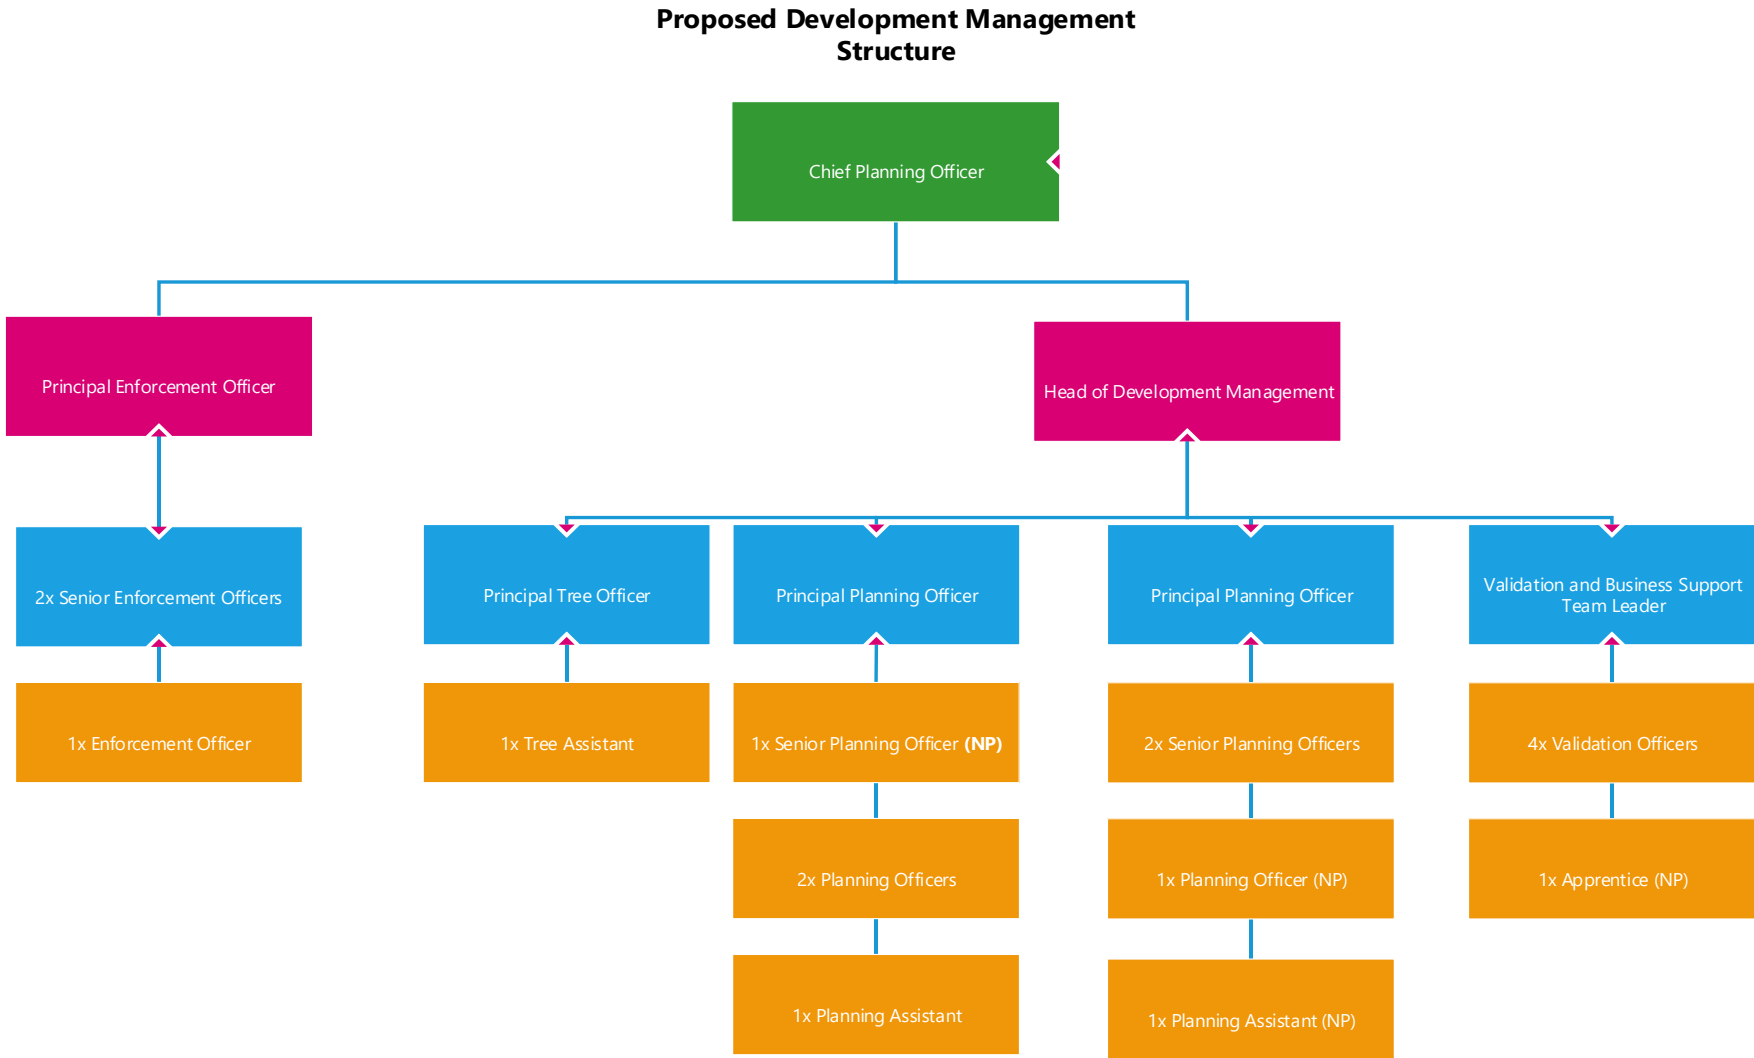 Proposed Development Management
Structure
Chief Planning Officer
Principal Enforcement Officer
Head of Development Management
2x Senior Enforcement Officers
Principal Tree Officer
Principal Planning Officer
Principal Planning Officer
Validation and Business Support
Team Leader
1x Enforcement Officer
1x Tree Assistant
1x Senior Planning Officer (NP)
2x Senior Planning Officers
4x Validation Officers
2x Planning Officers
1x Planning Officer (NP)
1x Apprentice (NP)
1x Planning Assistant
1x Planning Assistant (NP)